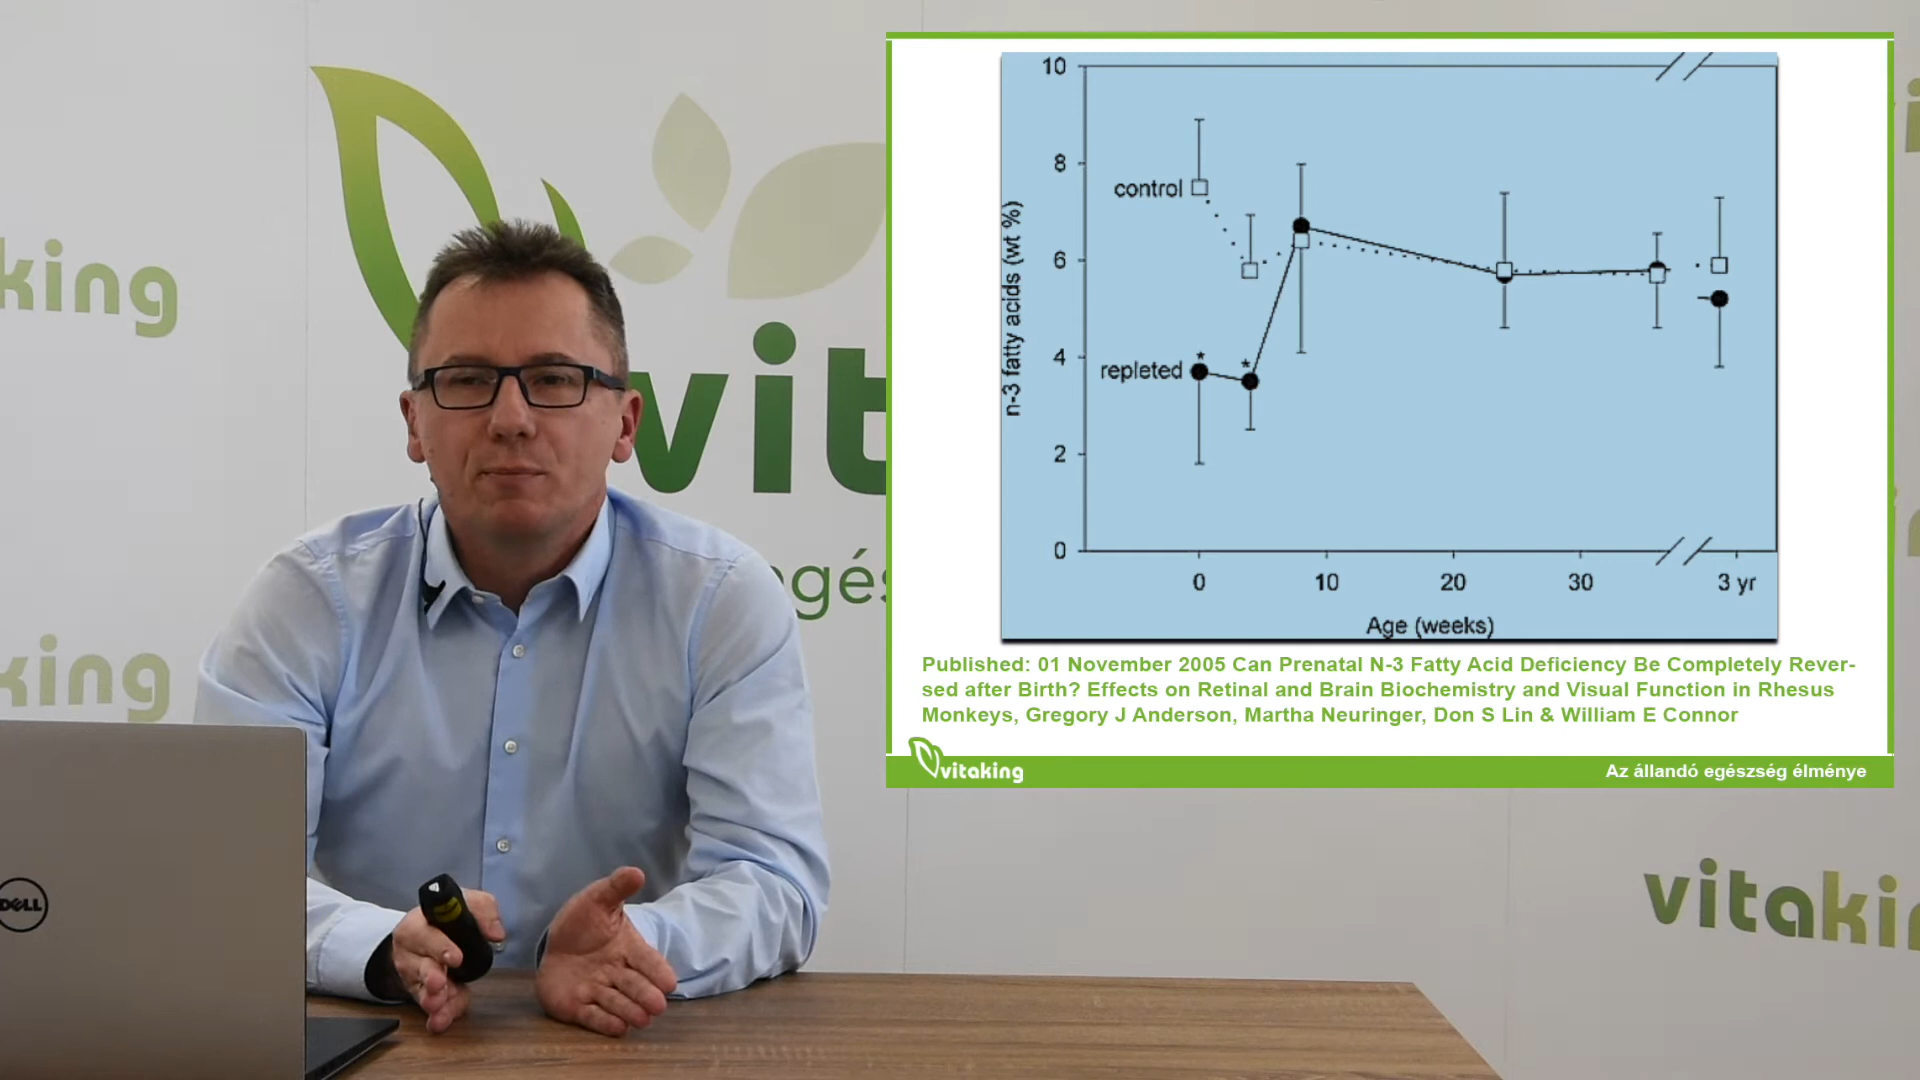 10
8
6
4
2
0
n-3 fatty acids (wt %)
control
repleted
*
*
0
10
20
30
3 yr
Age (weeks)
Published: 01 November 2005 Can Prenatal N-3 Fatty Acid Deficiency Be Completely Rever-
sed after Birth? Effects on Retinal and Brain Biochemistry and Visual Function in Rhesus
Monkeys, Gregory J Anderson, Martha Neuringer, Don S Lin & William E Connor
vitaking
Az állandó egészség élménye
king
king
vit
egés
vitaki
DELL